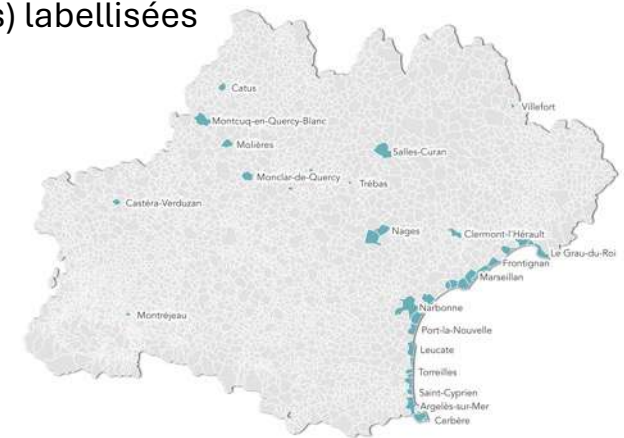 s) labellisées
Catus
Villefort
Montcuq-en-Quercy-Blanc
Molières
Salles-Curan
Monclar-de-Quercy
Trébas
Castéra-Verduzan
Nages
Clermont-l'Hérault
Le Grau-du-Roi
Frontignan
Marseillan
Narbonne
Montréjeau
Port-la-Nouvelle
Leucate
Torreilles
Saint-Cyprien
Argelès-sur-Mer
Cerbère